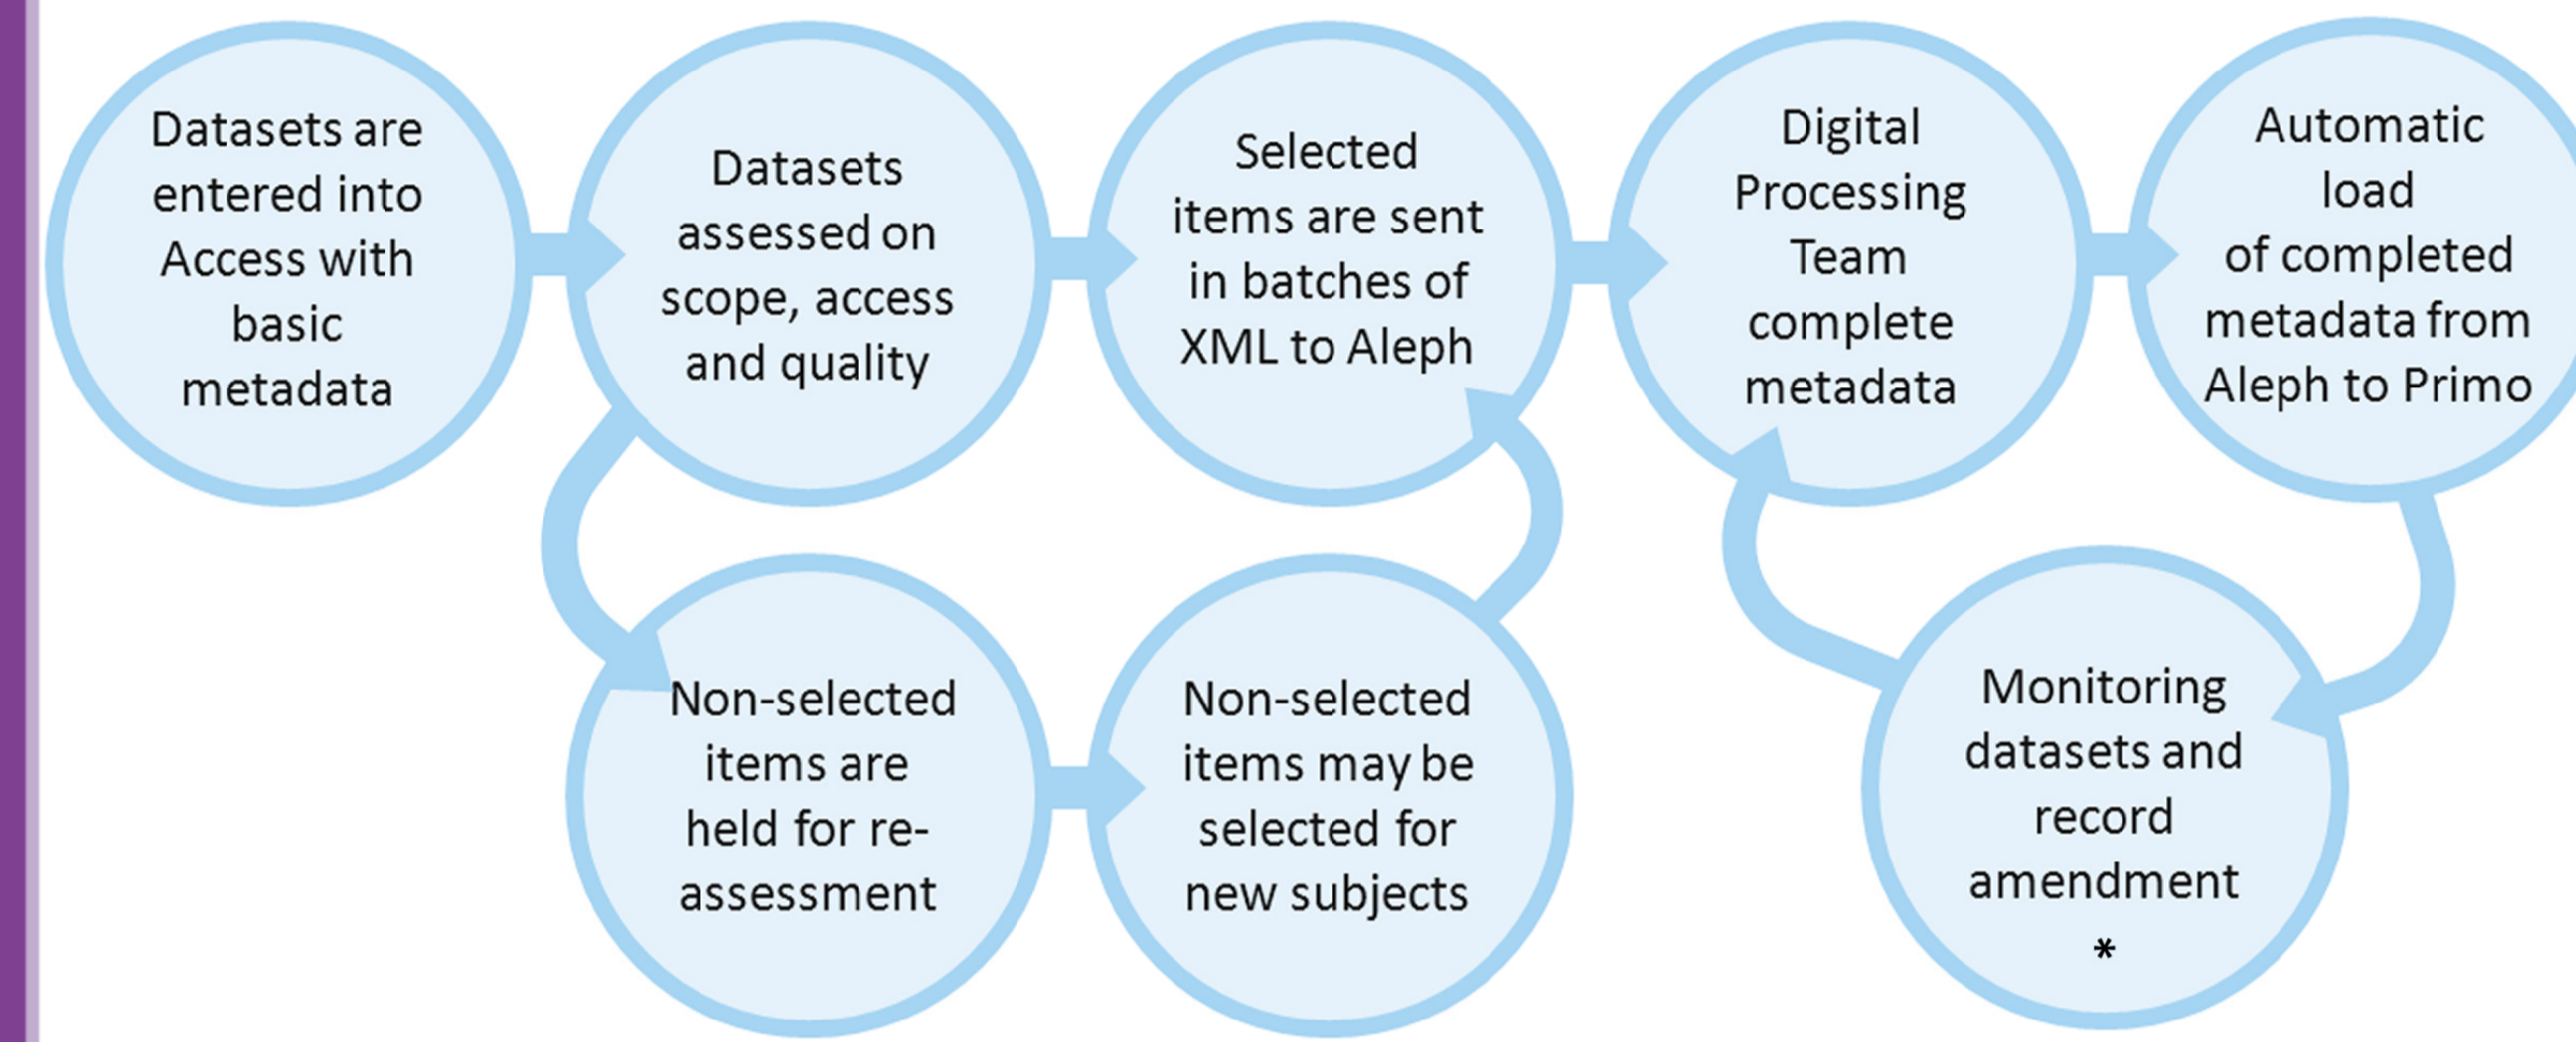 Datasets are
entered into
Access with
basic
metadata
Datasets
assessed on
scope, access
and quality
Selected
items are sent
in batches of
XML to Aleph
Digital
Processing
Team
complete
metadata
Automatic
load
of completed
metadata from
Aleph to Primo
Non-selected
items are
held for re-
assessment
Non-selected
items may be
selected for
new subjects
Monitoring
datasets and
record
amendment
*